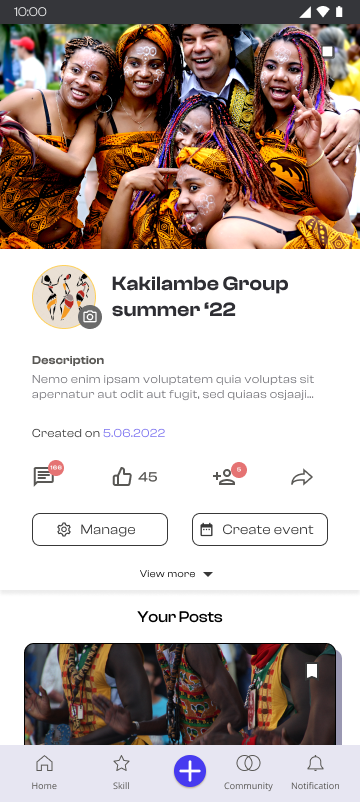 10:00
Kakilambe Group
summer ‘22
Description
Nemo enim ipsam voluptatem quia voluptas sit
apernatur aut odit aut fugit, sed quiaas osjaaji...
Created on 5.06.2022
168
45
5
Manage
Create event
View more
Your Posts
Home
Skill
Community
Notification